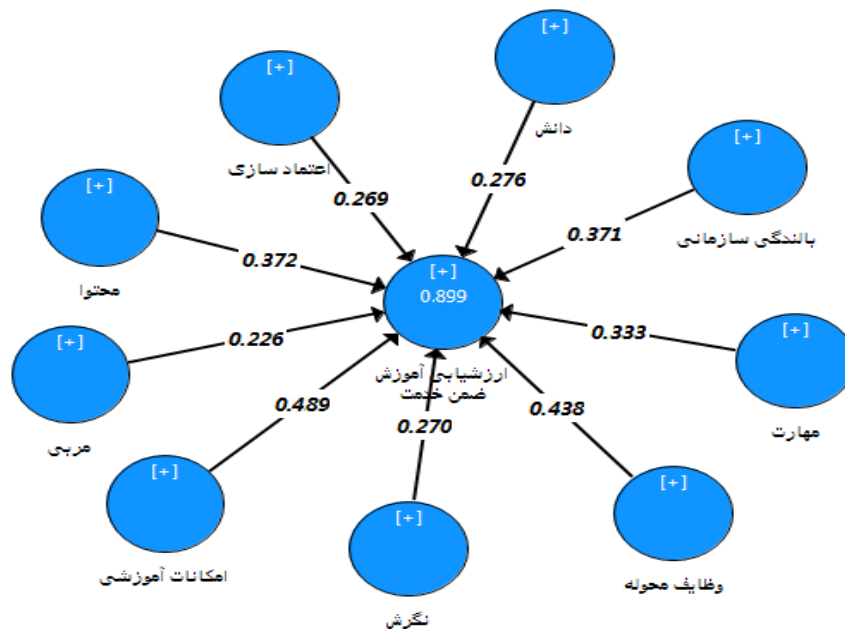 [+]
دانش
[+]
اعتماد سازی
[+]
بالندگی سازمانی
[+]
محتوا
0.276
0.269
0.371
0.372
[+]
0.899
ارزشیابی آموزش
ضمن خدمت
[+]
مهارت
0.333
[+]
مربی
0.226
0.489
0.270
0.438
[+]
امکانات آموزشی
[+]
نگرش
[+]
وظایف محوله